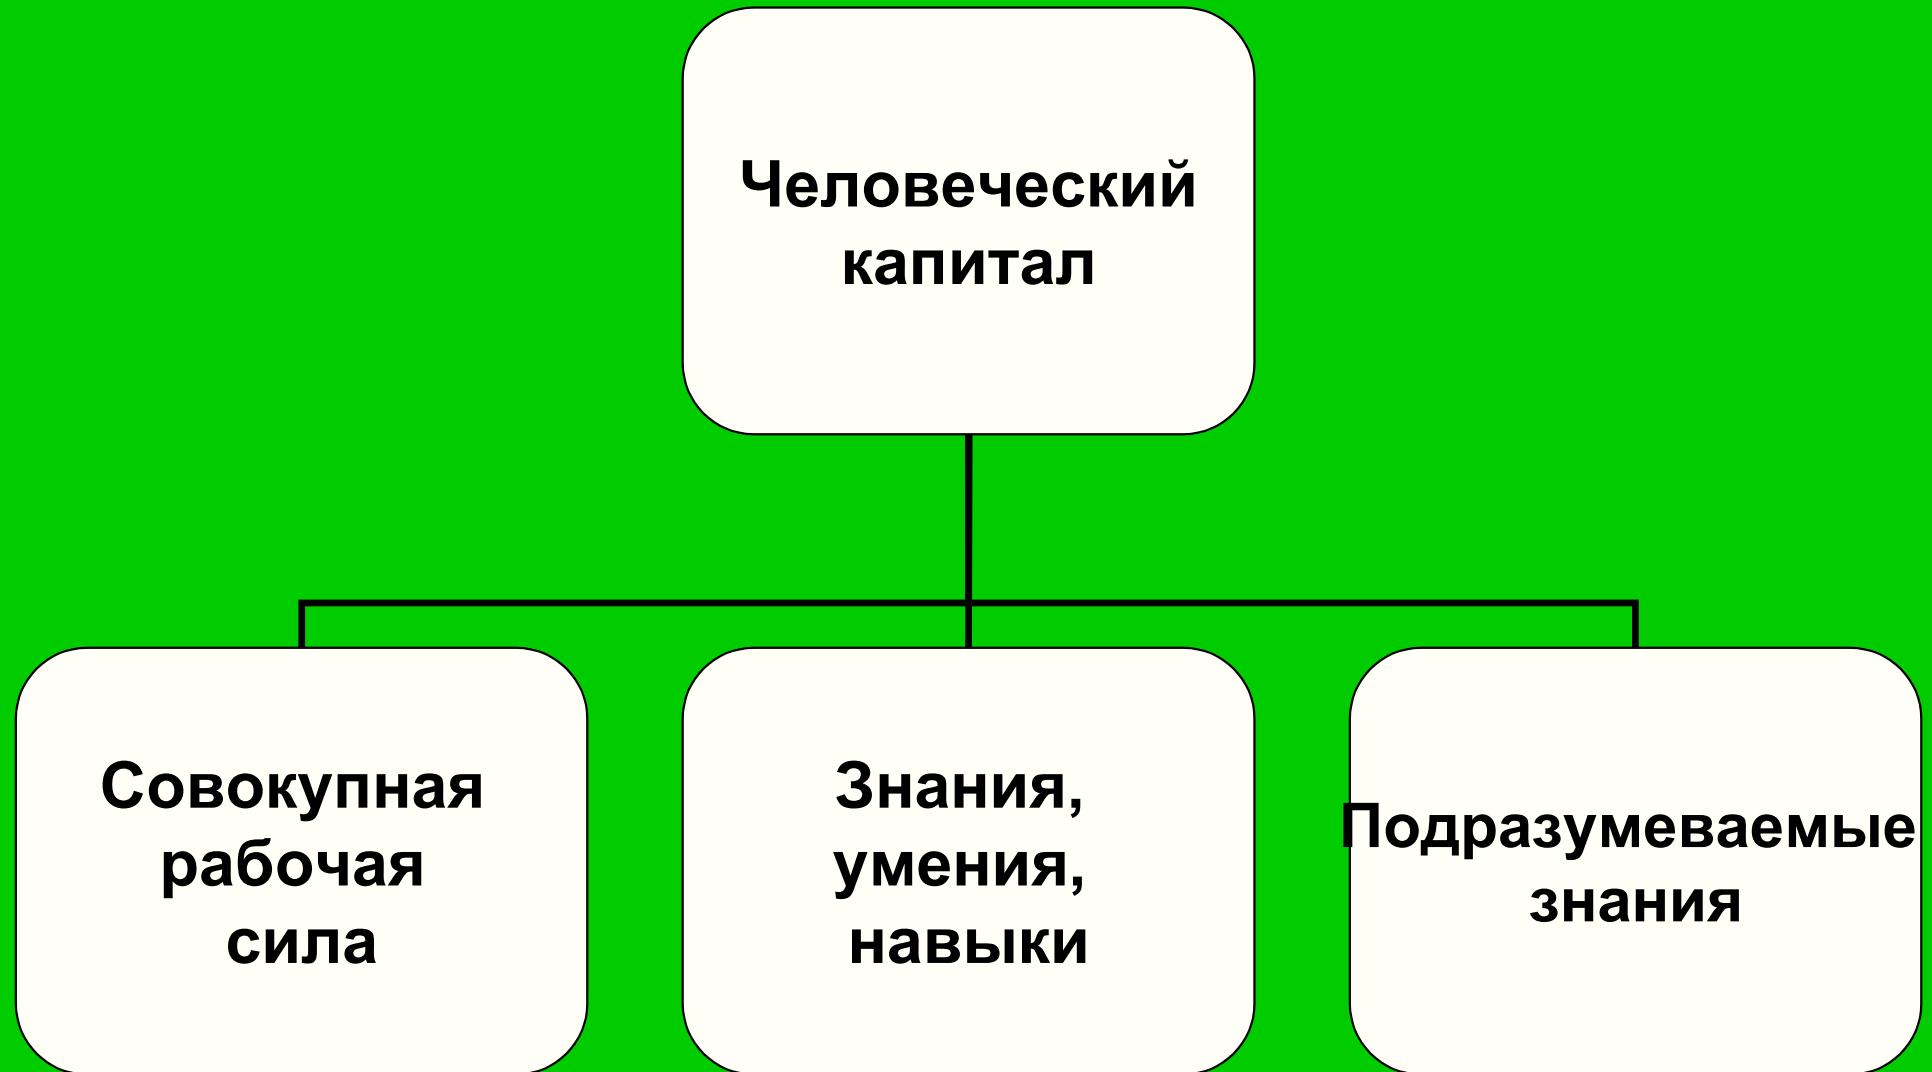 Человеческий
капитал
Совокупная
рабочая
сила
Знания,
умения,
навыки
Подразумеваемые
знания